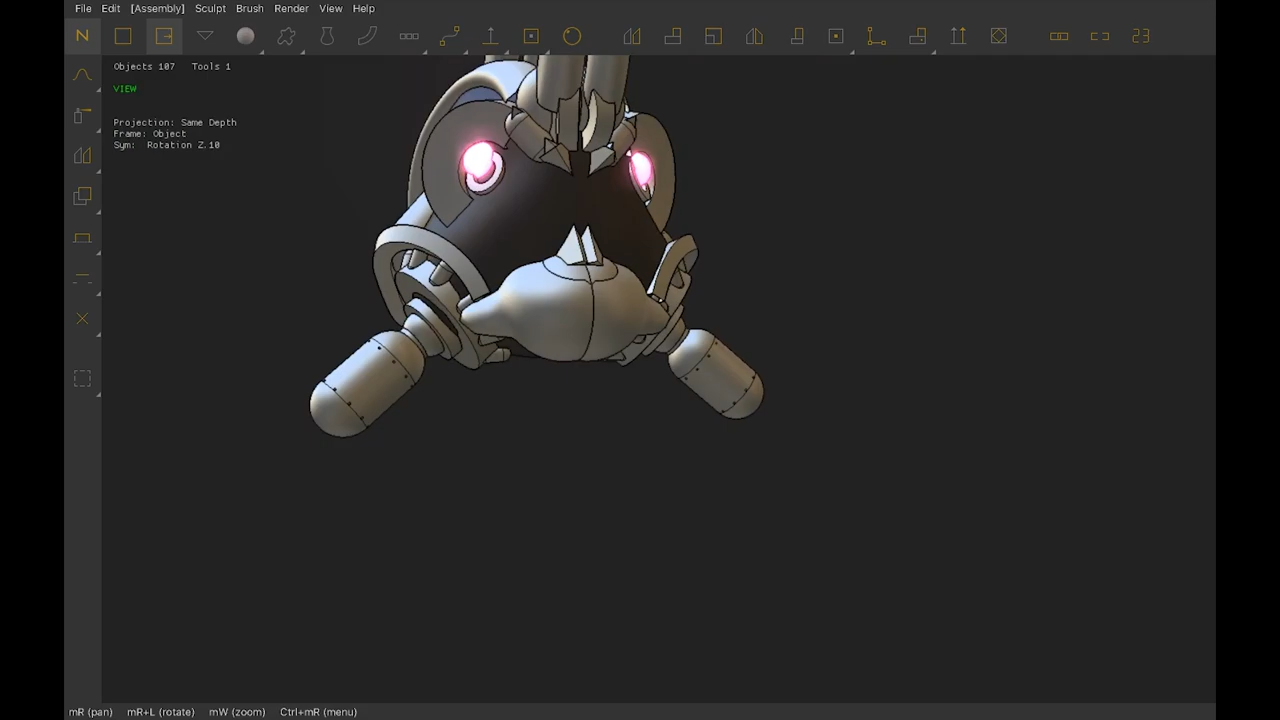 File Edit [Assembly] Sculpt Brush Render View Help
N
23
Objects 107 Tools 1
VIEW
Projection: Same Depth
Frame: Object
Sym: Rotation Z.10
mR (pan) mR+L (rotate) mW (zoom) Ctrl+mR (menu)